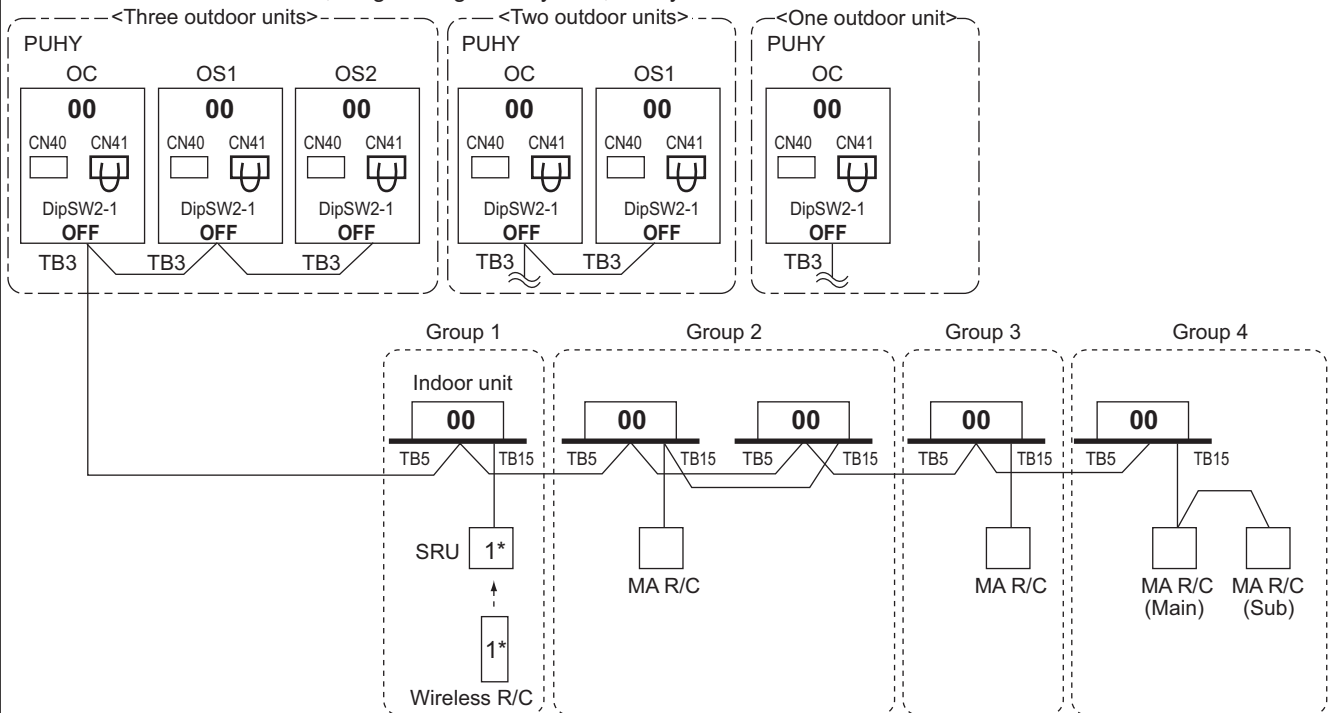 <Three outdoor units>
<Two outdoor units>
<One outdoor unit>
PUHY
PUHY
PUHY
OC OS1 OS2
OC OS1
OC
00 00 00
00 00
00
CN40 CN41 CN40 CN41 CN40 CN41
CN40 CN41 CN40 CN41
CN40 CN41
DipSW2-1 DipSW2-1 DipSW2-1
DipSW2-1 DipSW2-1
DipSW2-1
OFF OFF OFF
OFF OFF
OFF
TB3 TB3 TB3
TB3 TB3
TB3
Group 1 Group 2 Group 3 Group 4
Indoor unit
00 00 00 00 00
TB5 TB15 TB5 TB15 TB5 TB15 TB5 TB15 TB5 TB15
SRU 1*
MA R/C
MA R/C
MA R/C
(Main)
MA R/C
(Sub)
1*
Wireless R/C